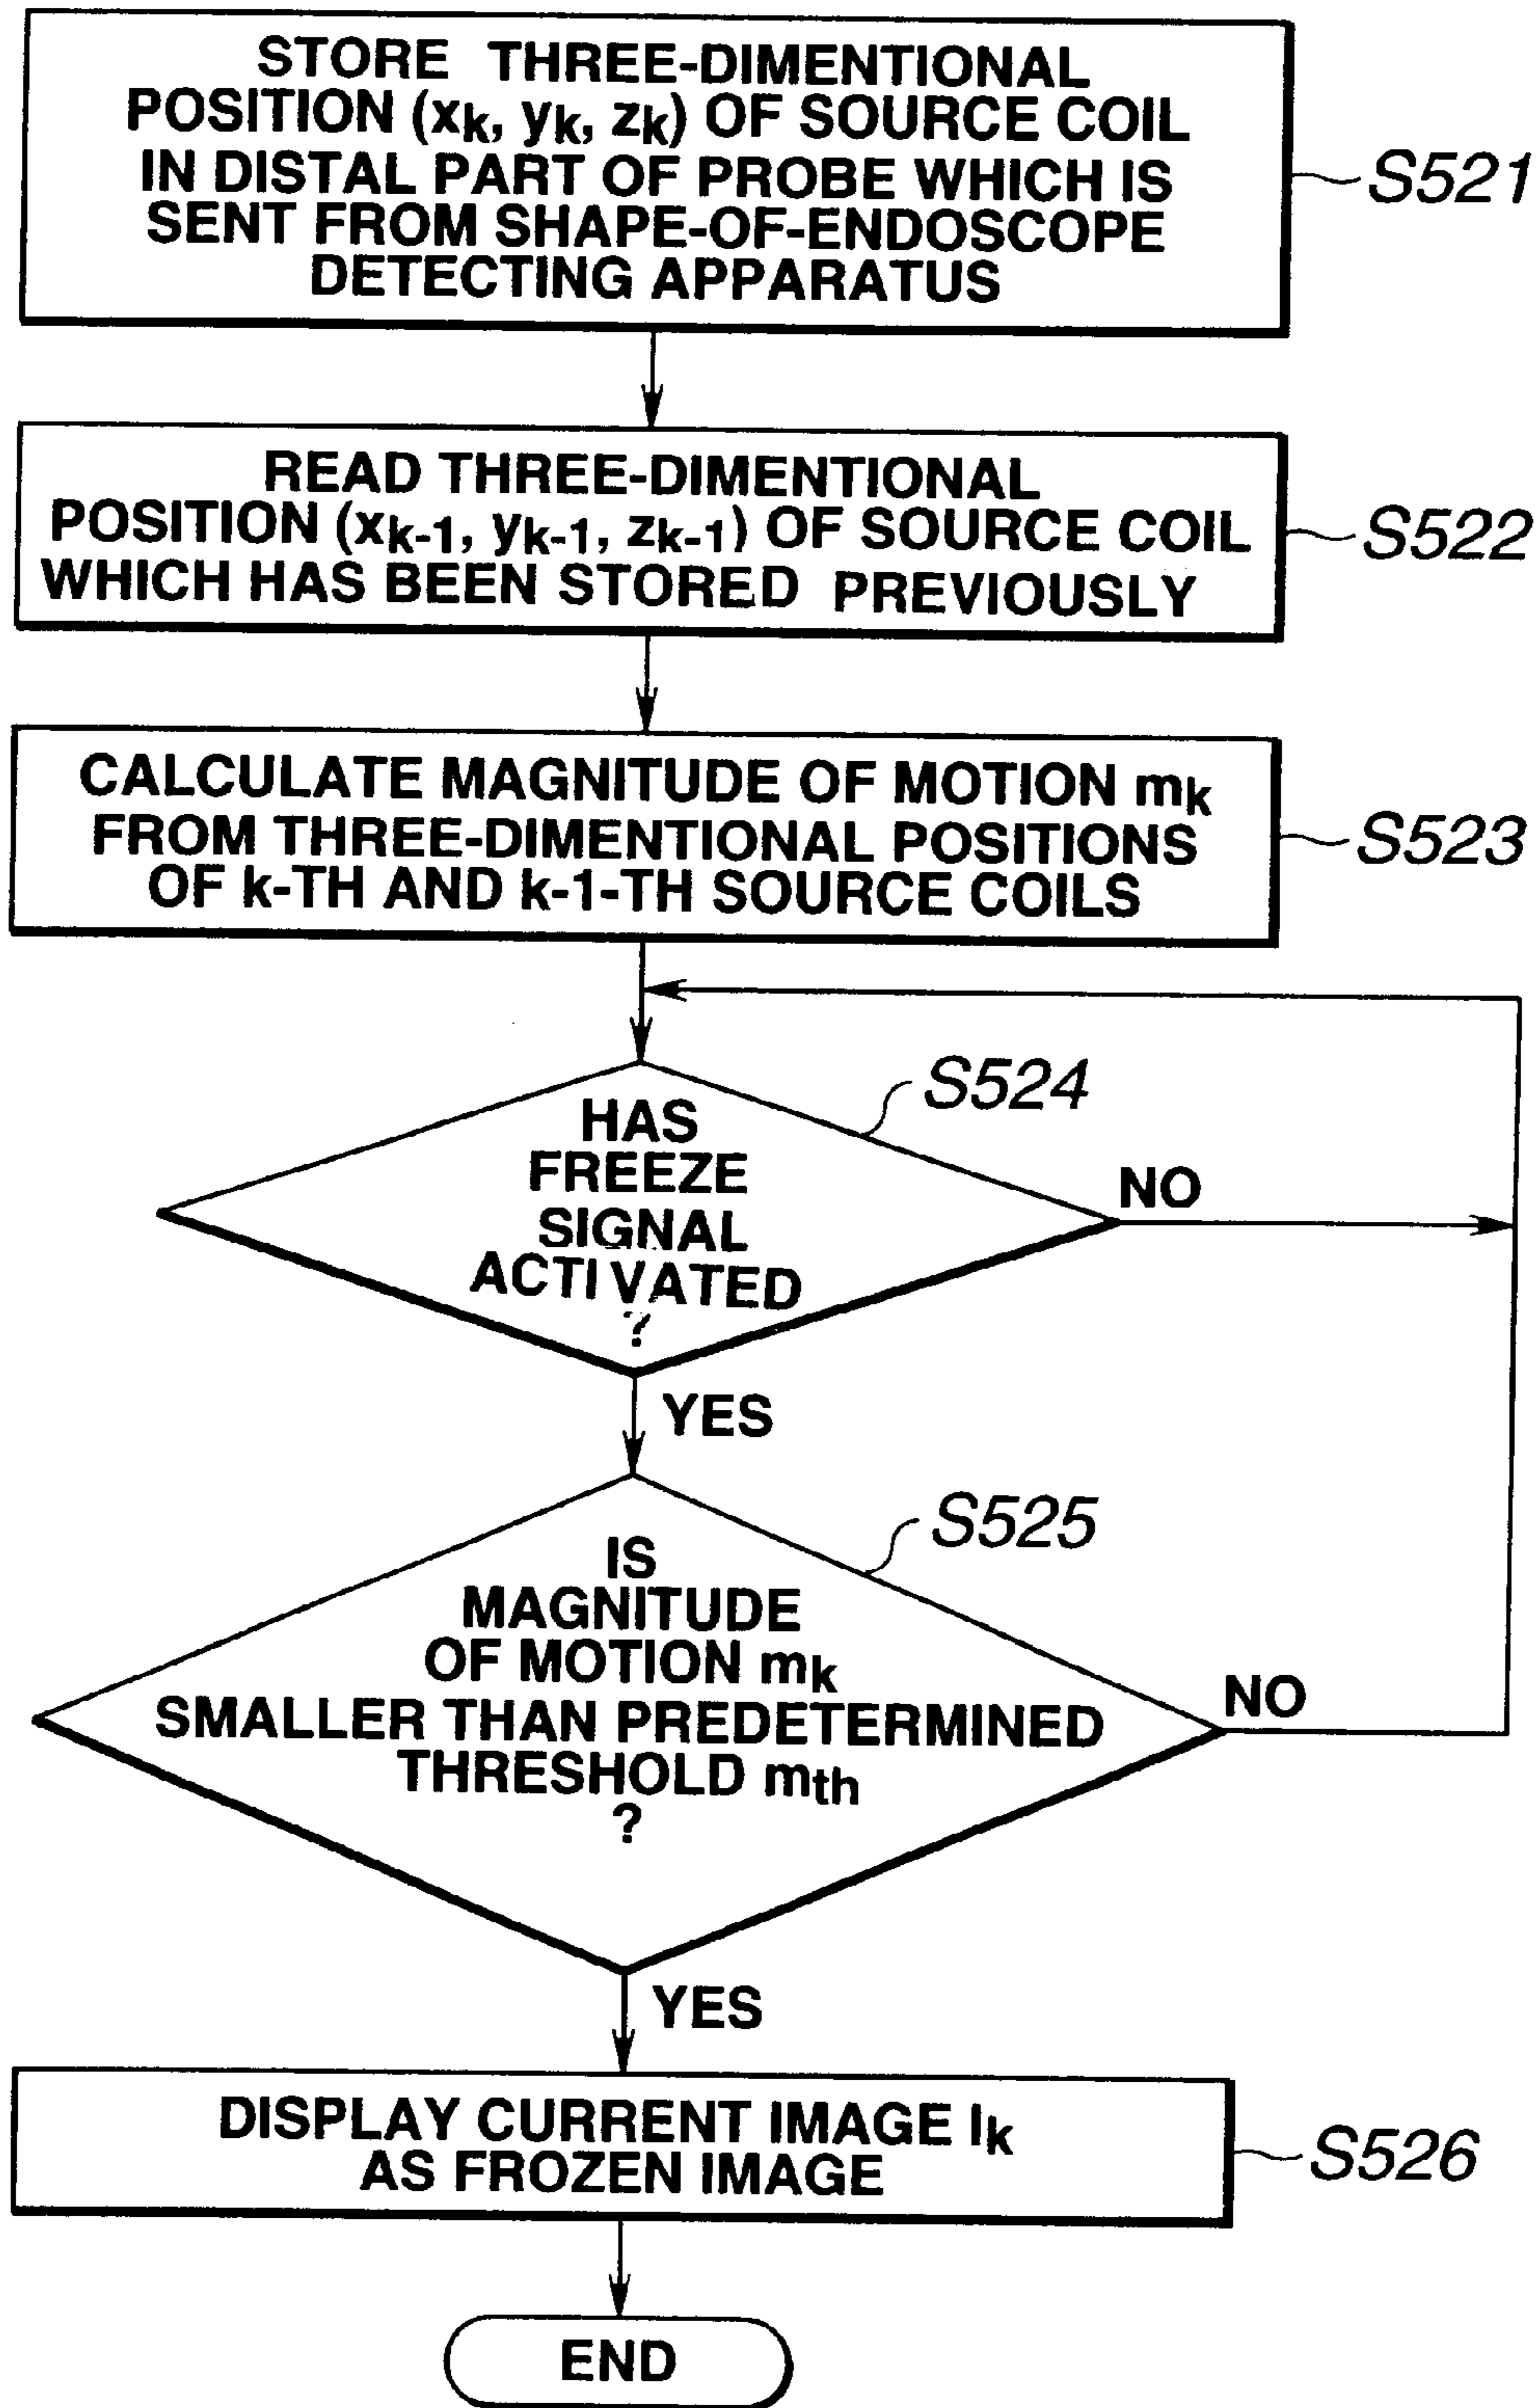 STORE THREE-DIMENTIONAL
POSITION (xk, yk, zk) OF SOURCE COIL
IN DISTAL PART OF PROBE WHICH IS
SENT FROM SHAPE-OF-ENDOSCOPE
DETECTING APPARATUS
S521
READ THREE-DIMENTIONAL
POSITION (xk-1, yk-1, zk-1) OF SOURCE COIL
WHICH HAS BEEN STORED PREVIOUSLY
S522
CALCULATE MAGNITUDE OF MOTION mk
FROM THREE-DIMENTIONAL POSITIONS
OF k-TH AND k-1-TH SOURCE COILS
S523
S524
HAS
FREEZE
SIGNAL
ACTIVATED
?
NO
YES
S525
IS
MAGNITUDE
OF MOTION mk
SMALLER THAN PREDETERMINED
THRESHOLD mth
?
NO
YES
DISPLAY CURRENT IMAGE Ik
AS FROZEN IMAGE
S526
END